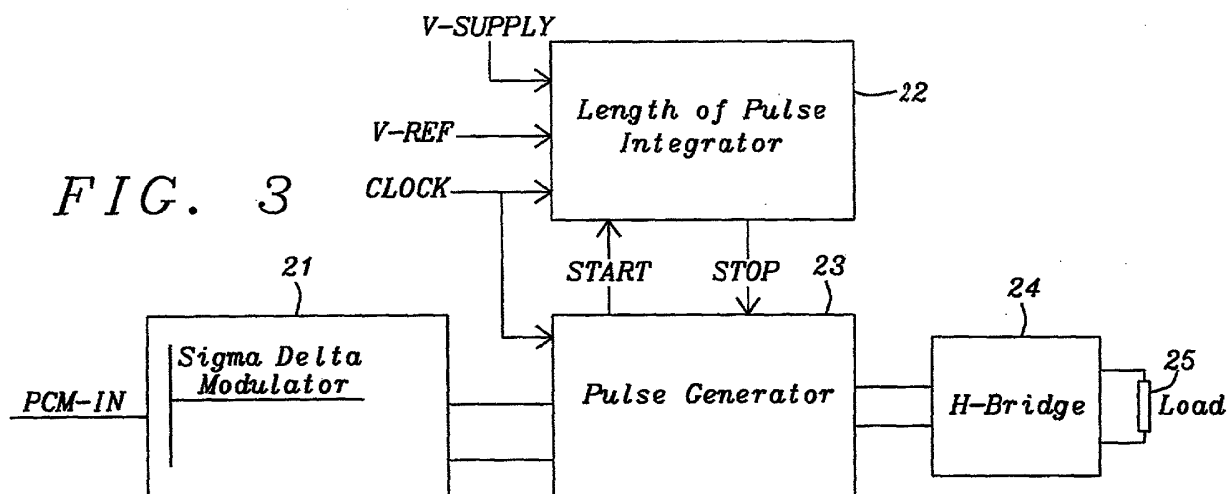 V-SUPPLY
22
Length of Pulse
Integrator
V-REF
CLOCK
FIG. 3
START
STOP
21
23
24
Sigma Delta
Modulator
PCM-IN
Pulse Generator
H-Bridge
25
Load